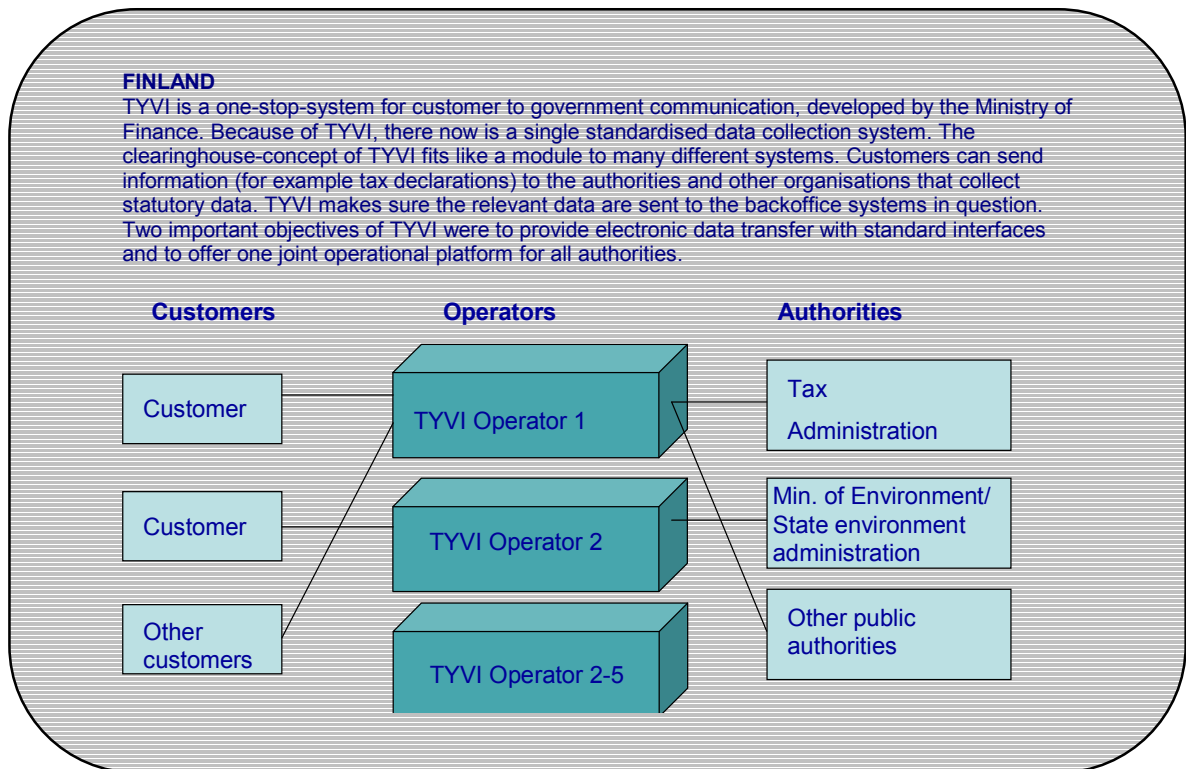 FINLAND
TYVI is a one-stop-system for customer to government communication, developed by the Ministry of
Finance. Because of TYVI, there now is a single standardised data collection system. The
clearinghouse-concept of TYVI fits like a module to many different systems. Customers can send
information (for example tax declarations) to the authorities and other organisations that collect
statutory data. TYVI makes sure the relevant data are sent to the backoffice systems in question.
Two important objectives of TYVI were to provide electronic data transfer with standard interfaces
and to offer one joint operational platform for all authorities.
Customers
Operators
Authorities
Customer
TYVI Operator 1
Tax
Administration
Customer
TYVI Operator 2
Min. of Environment/
State environment
administration
Other
customers
TYVI Operator 2-5
Other public
authorities